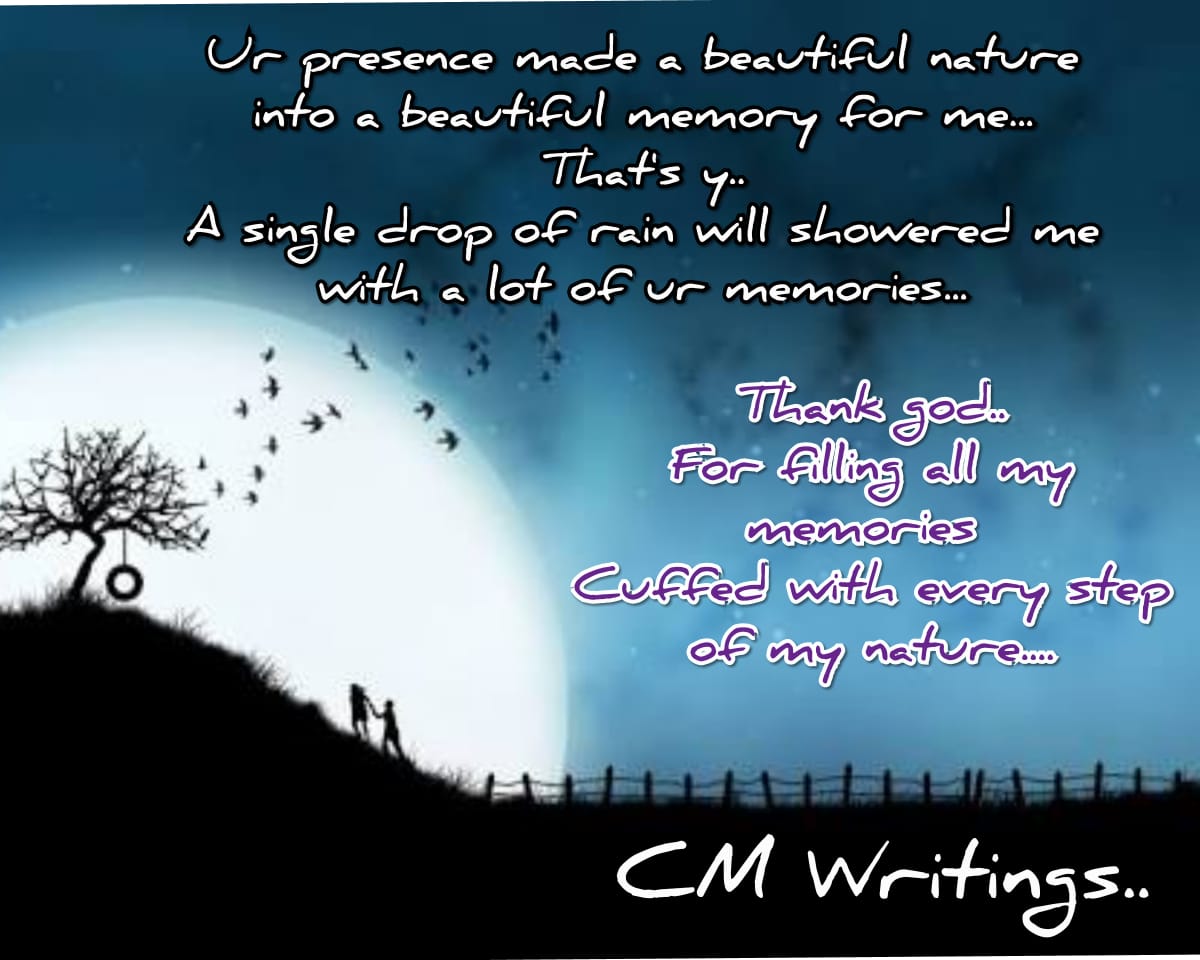 Ur presence made a beautiful nature
into a beautiful memory for me...
That's y..
A single drop of rain will showered me
with a lot of ur memories...
Thank god..
For filling all my
memories
Cuffed with every step
of my nature....
CM Writings..